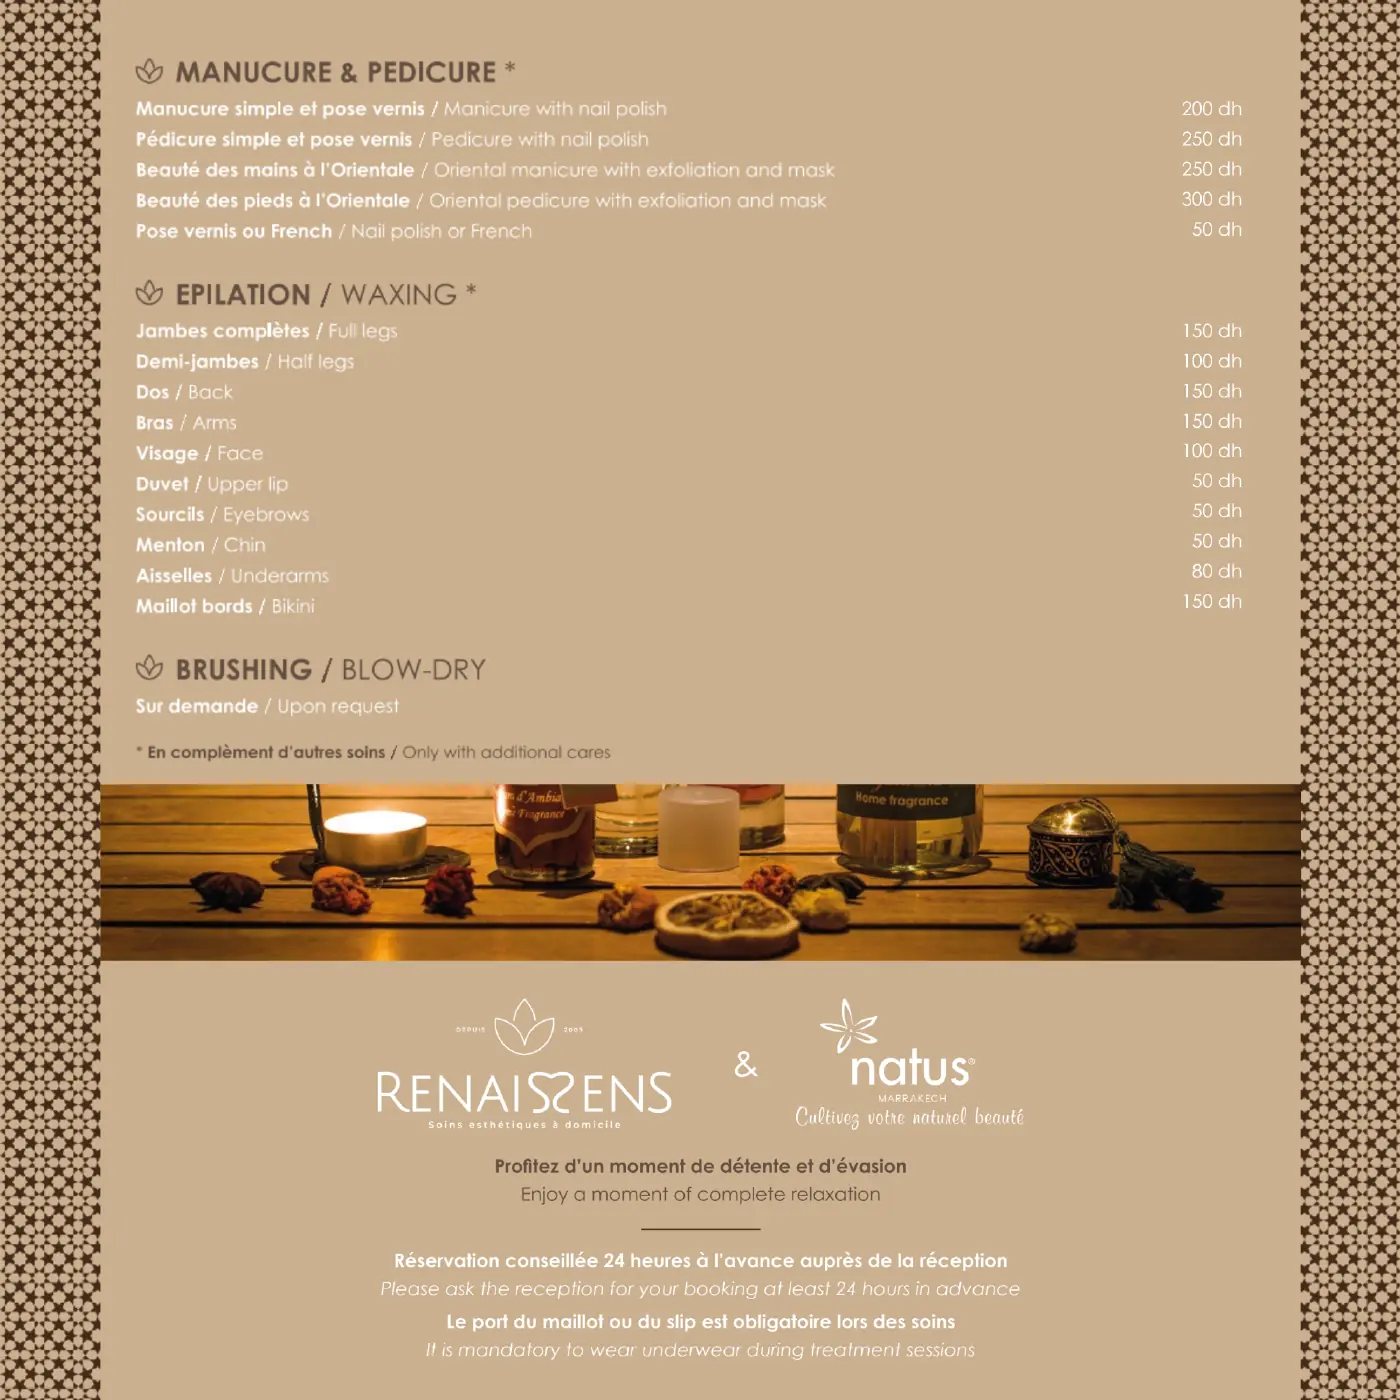 MANUCURE & PEDICURE *
Manucure simple et pose vernis / Manicure with nail polish 200 dh
Pédicure simple et pose vernis / Pedicure with nail polish 250 dh
Beauté des mains à l'Orientale / Oriental manicure with exfoliation and mask 250 dh
Beauté des pieds à l'Orientale / Oriental pedicure with exfoliation and mask 300 dh
Pose vernis ou French / Nail polish or French 50 dh
EPILATION / WAXING *
Jambes complètes / Full legs 150 dh
Demi-jambes / Half legs 100 dh
Dos / Back 150 dh
Bras / Arms 150 dh
Visage / Face 100 dh
Duvet / Upper lip 50 dh
Sourcils / Eyebrows 50 dh
Menton / Chin 50 dh
Aisselles / Underarms 80 dh
Maillot bords / Bikini 150 dh
BRUSHING / BLOW-DRY
Sur demande / Upon request
* En complèment d'autres soins / Only with additional cares
d'Ambia
Fragrance
Home fragrance
DEPUIS
RENAISSENS
Soins esthétiques à domicile
&
natus®
MARRAKECH
Cultivez votre naturel beauté
Profitez d'un moment de détente et d'évasion
Enjoy a moment of complete relaxation
Réservation conseillée 24 heures à l'avance auprès de la réception
Please ask the reception for your booking at least 24 hours in advance
Le port du maillot ou du slip est obligatoire lors des soins
It is mandatory to wear underwear during treatment sessions